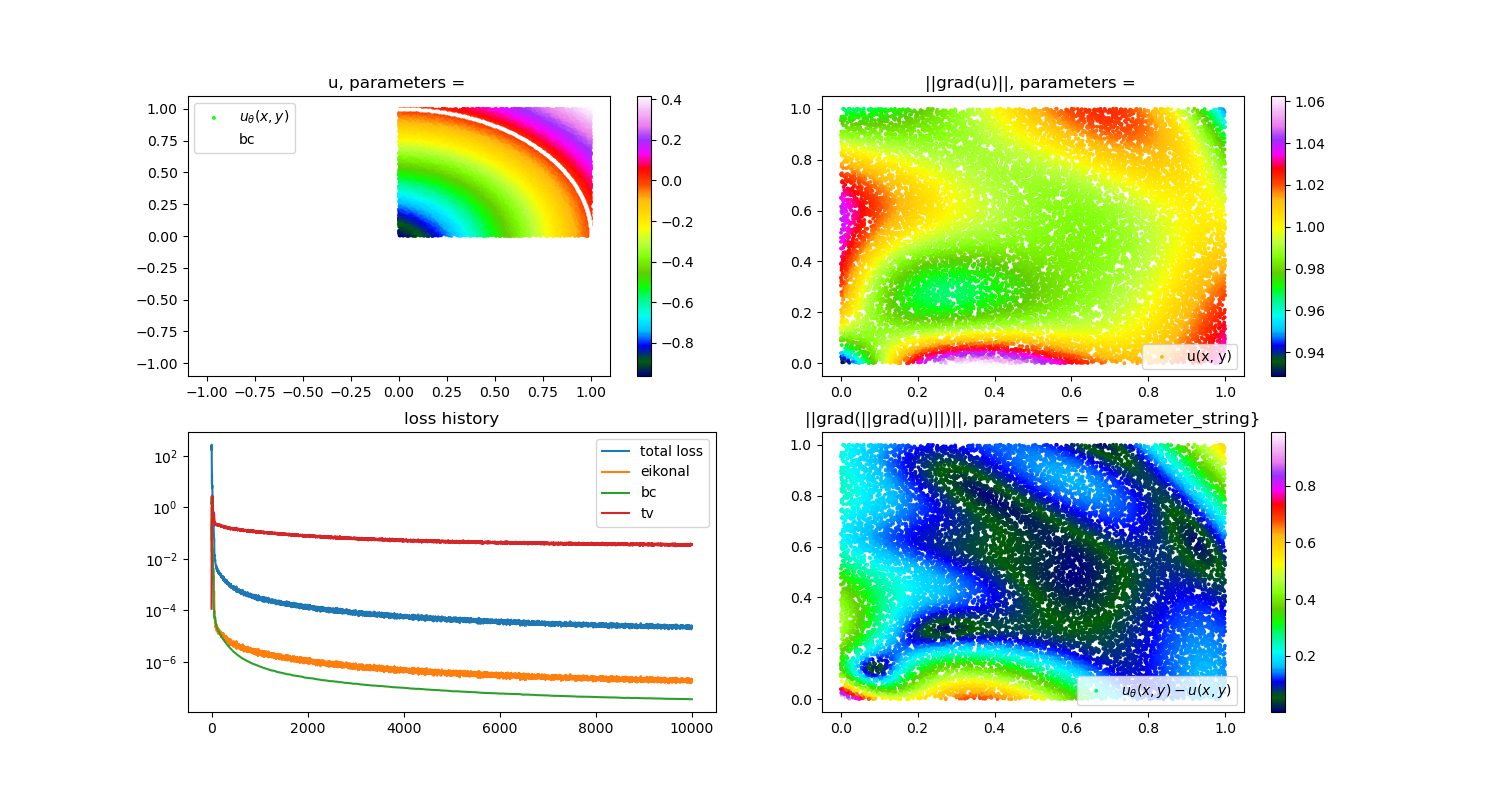 u, parameters =
1.00
0.75
0.50
0.25
0.00
−0.25
−0.50
−0.75
−1.00
u_θ(x, y)
bc
−1.00 −0.75 −0.50 −0.25 0.00 0.25 0.50 0.75 1.00
0.4
0.2
0.0
−0.2
−0.4
−0.6
−0.8
||grad(u)||, parameters =
1.0
0.8
0.6
0.4
0.2
0.0
u(x, y)
0.0 0.2 0.4 0.6 0.8 1.0
1.06
1.04
1.02
1.00
0.98
0.96
0.94
loss history
10²
10⁰
10⁻²
10⁻⁴
10⁻⁶
total loss
eikonal
bc
tv
0 2000 4000 6000 8000 10000
||grad(||grad(u)||)||, parameters = {parameter_string}
1.0
0.8
0.6
0.4
0.2
0.0
u_θ(x, y) − u(x, y)
0.0 0.2 0.4 0.6 0.8 1.0
0.8
0.6
0.4
0.2